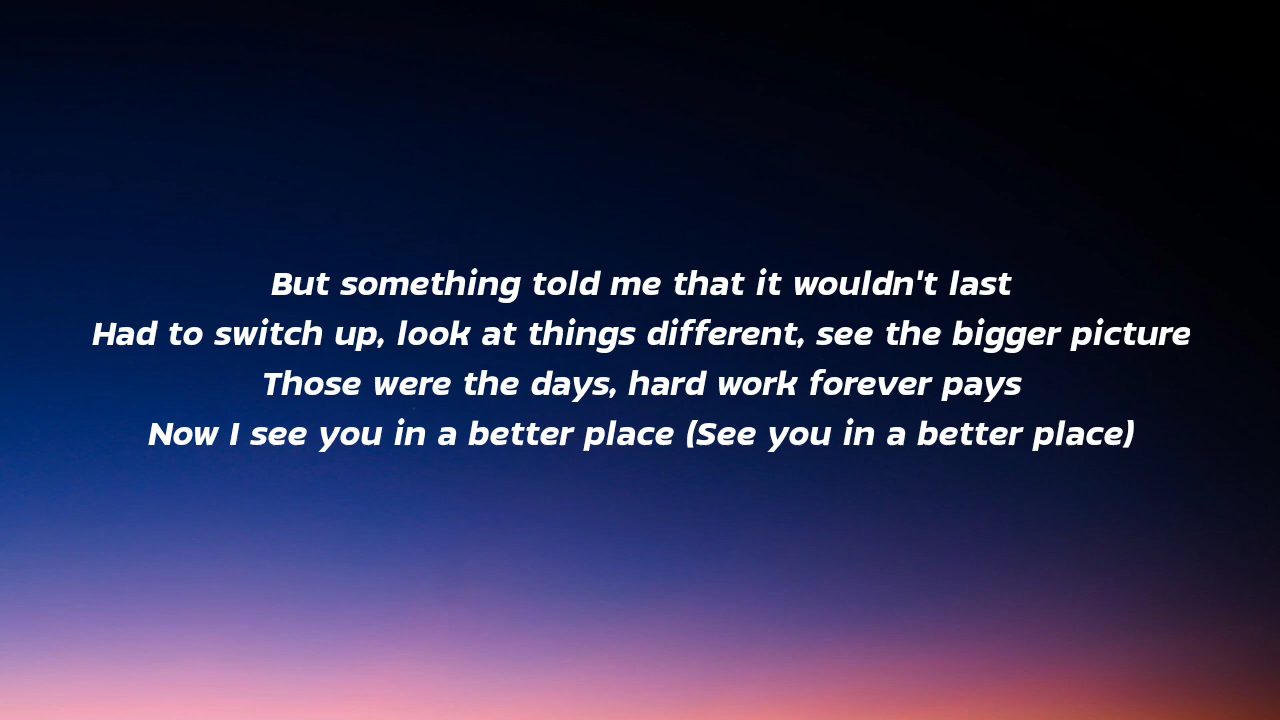 But something told me that it wouldn't last
Had to switch up, look at things different, see the bigger picture
Those were the days, hard work forever pays
Now I see you in a better place (See you in a better place)